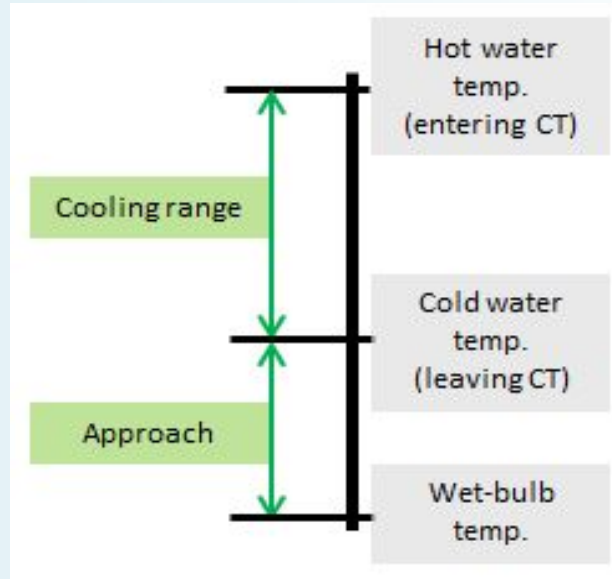 Hot water
temp.
(entering CT)
Cooling range
Cold water
temp.
(leaving CT)
Approach
Wet-bulb
temp.